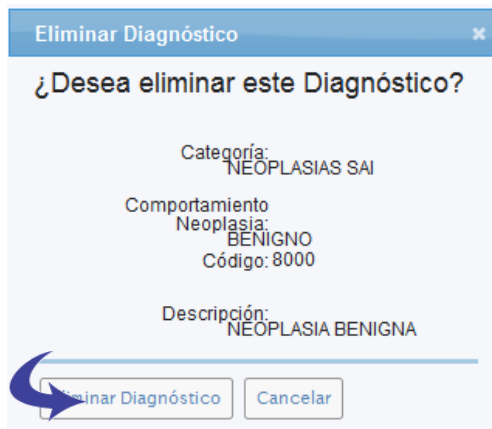 Eliminar Diagnóstico
¿Desea eliminar este Diagnóstico?
Categoría:
NEOPLASIAS SAI
Comportamiento
Neoplasia:
BENIGNO
Código: 8000
Descripción:
NEOPLASIA BENIGNA
Eliminar Diagnóstico Cancelar